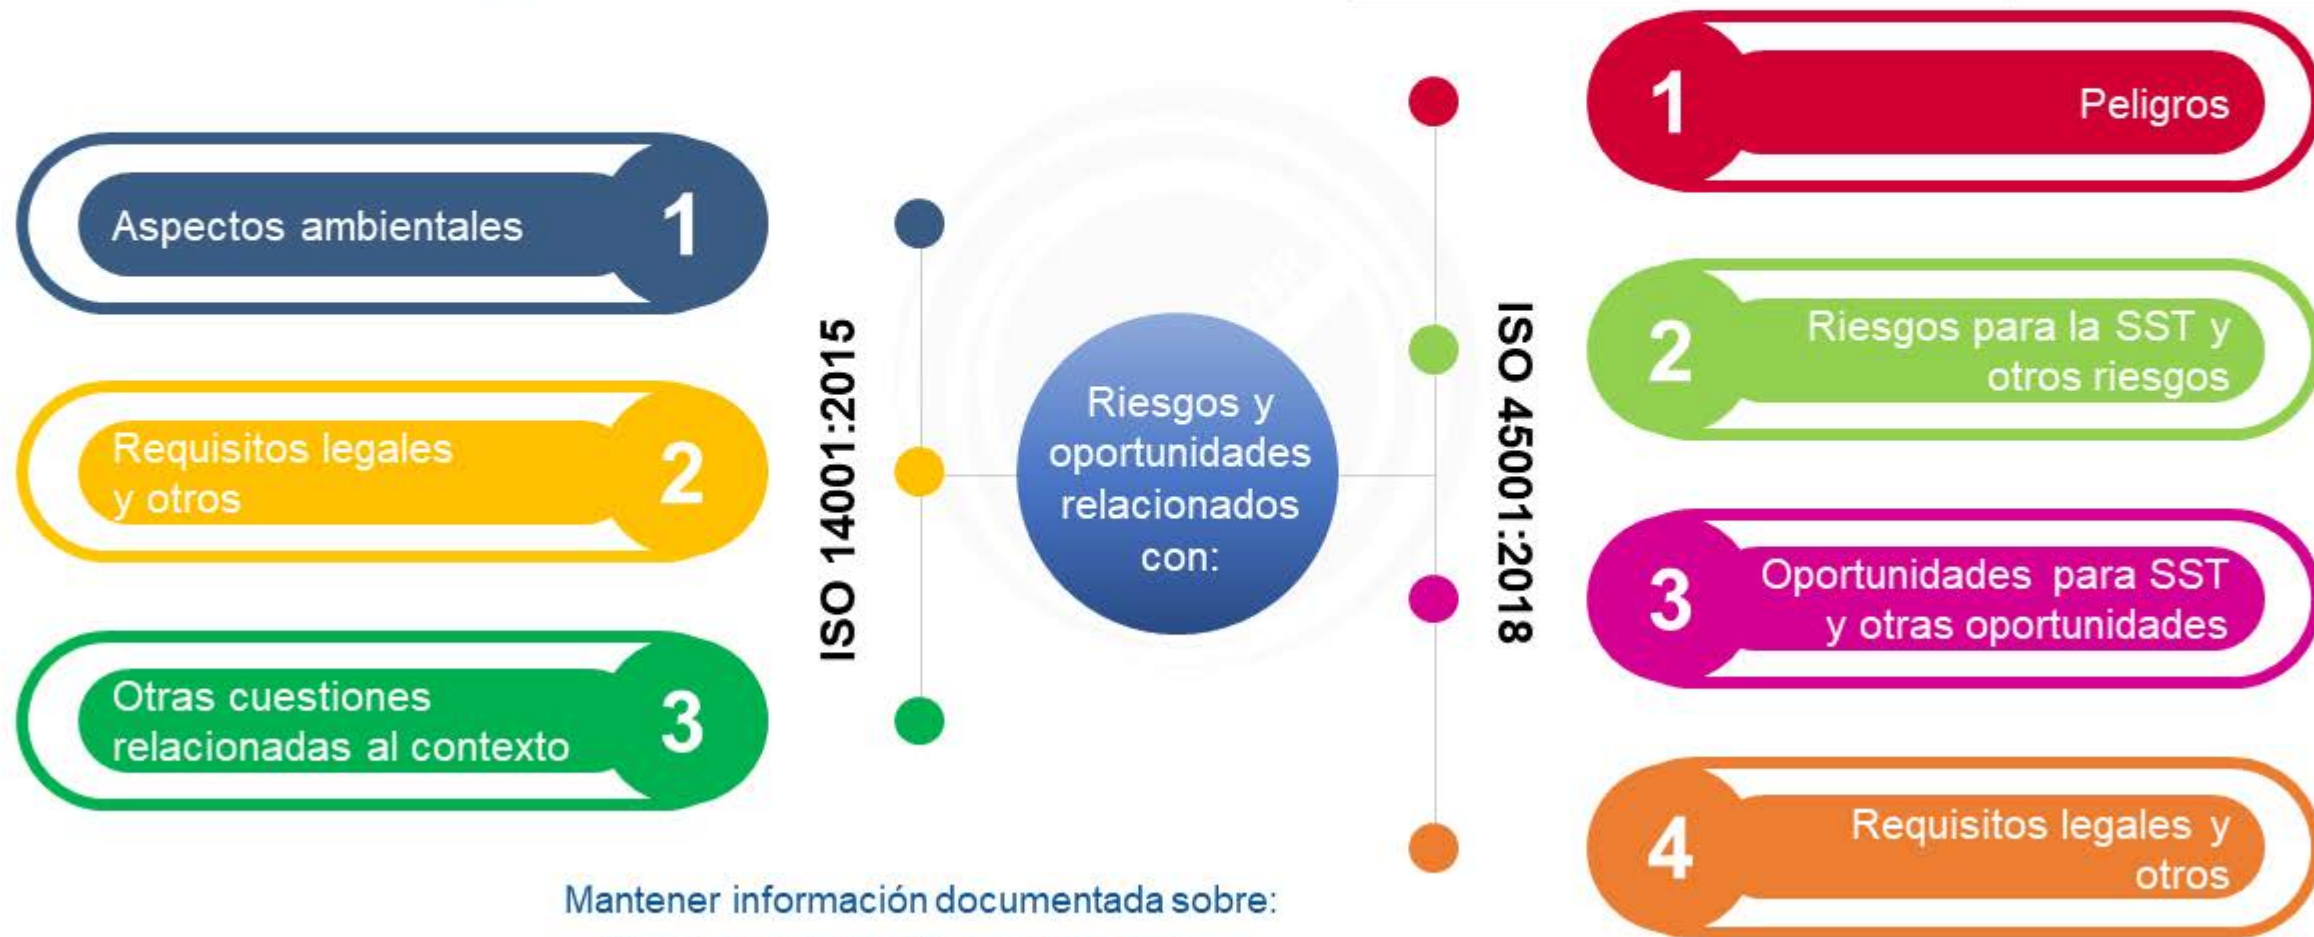 Aspectos ambientales
1
Requisitos legales
y otros
2
Otras cuestiones
relacionadas al contexto
3
ISO 14001:2015
Riesgos y
oportunidades
relacionados
con:
ISO 45001:2018
1
Peligros
2
Riesgos para la SST y
otros riesgos
3
Oportunidades para SST
y otras oportunidades
4
Requisitos legales y
otros
Mantener información documentada sobre: